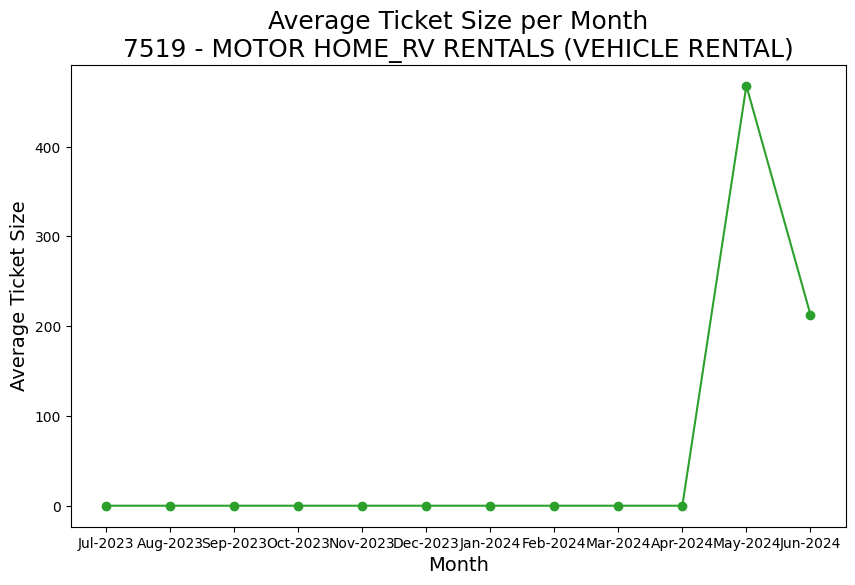 Average Ticket Size per Month
7519 - MOTOR HOME_RV RENTALS (VEHICLE RENTAL)
Average Ticket Size
400
300
200
100
0
Jul-2023 Aug-2023 Sep-2023 Oct-2023 Nov-2023 Dec-2023 Jan-2024 Feb-2024 Mar-2024 Apr-2024 May-2024 Jun-2024
Month